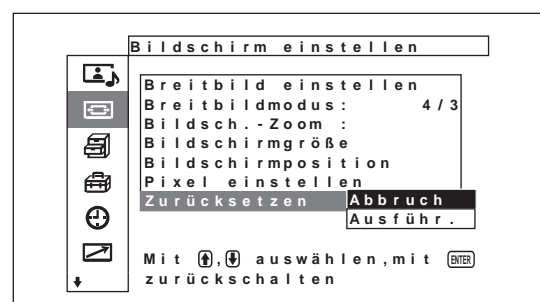 Bildschirm einstellen
Breitbild einstellen
Breitbildmodus: 4/3
Bildsch.-Zoom :
Bildschirmgröße
Bildschirmposition
Pixel einstellen
Zurücksetzen Abbruch
Ausführ.
Mit ↑,↓ auswählen,mit ENTER
zurückschalten